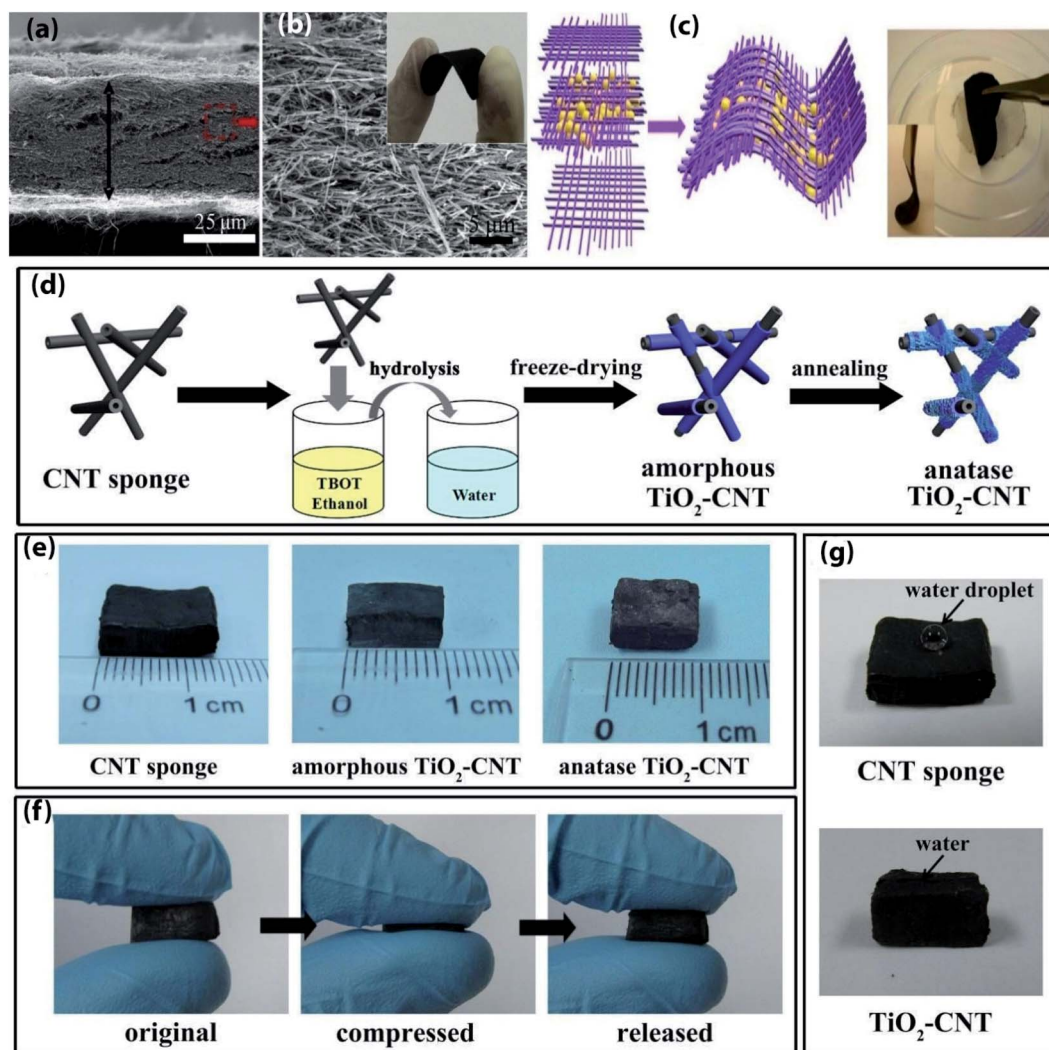 (a)
25 μm
(b)
5 μm
(c)
(d)
CNT sponge
hydrolysis
TBOT
Ethanol
Water
freeze-drying
amorphous
TiO₂-CNT
annealing
anatase
TiO₂-CNT
(e)
0 1 cm
CNT sponge
0 1 cm
amorphous TiO₂-CNT
0 1 cm
anatase TiO₂-CNT
(f)
original
compressed
released
(g)
water droplet
CNT sponge
water
TiO₂-CNT